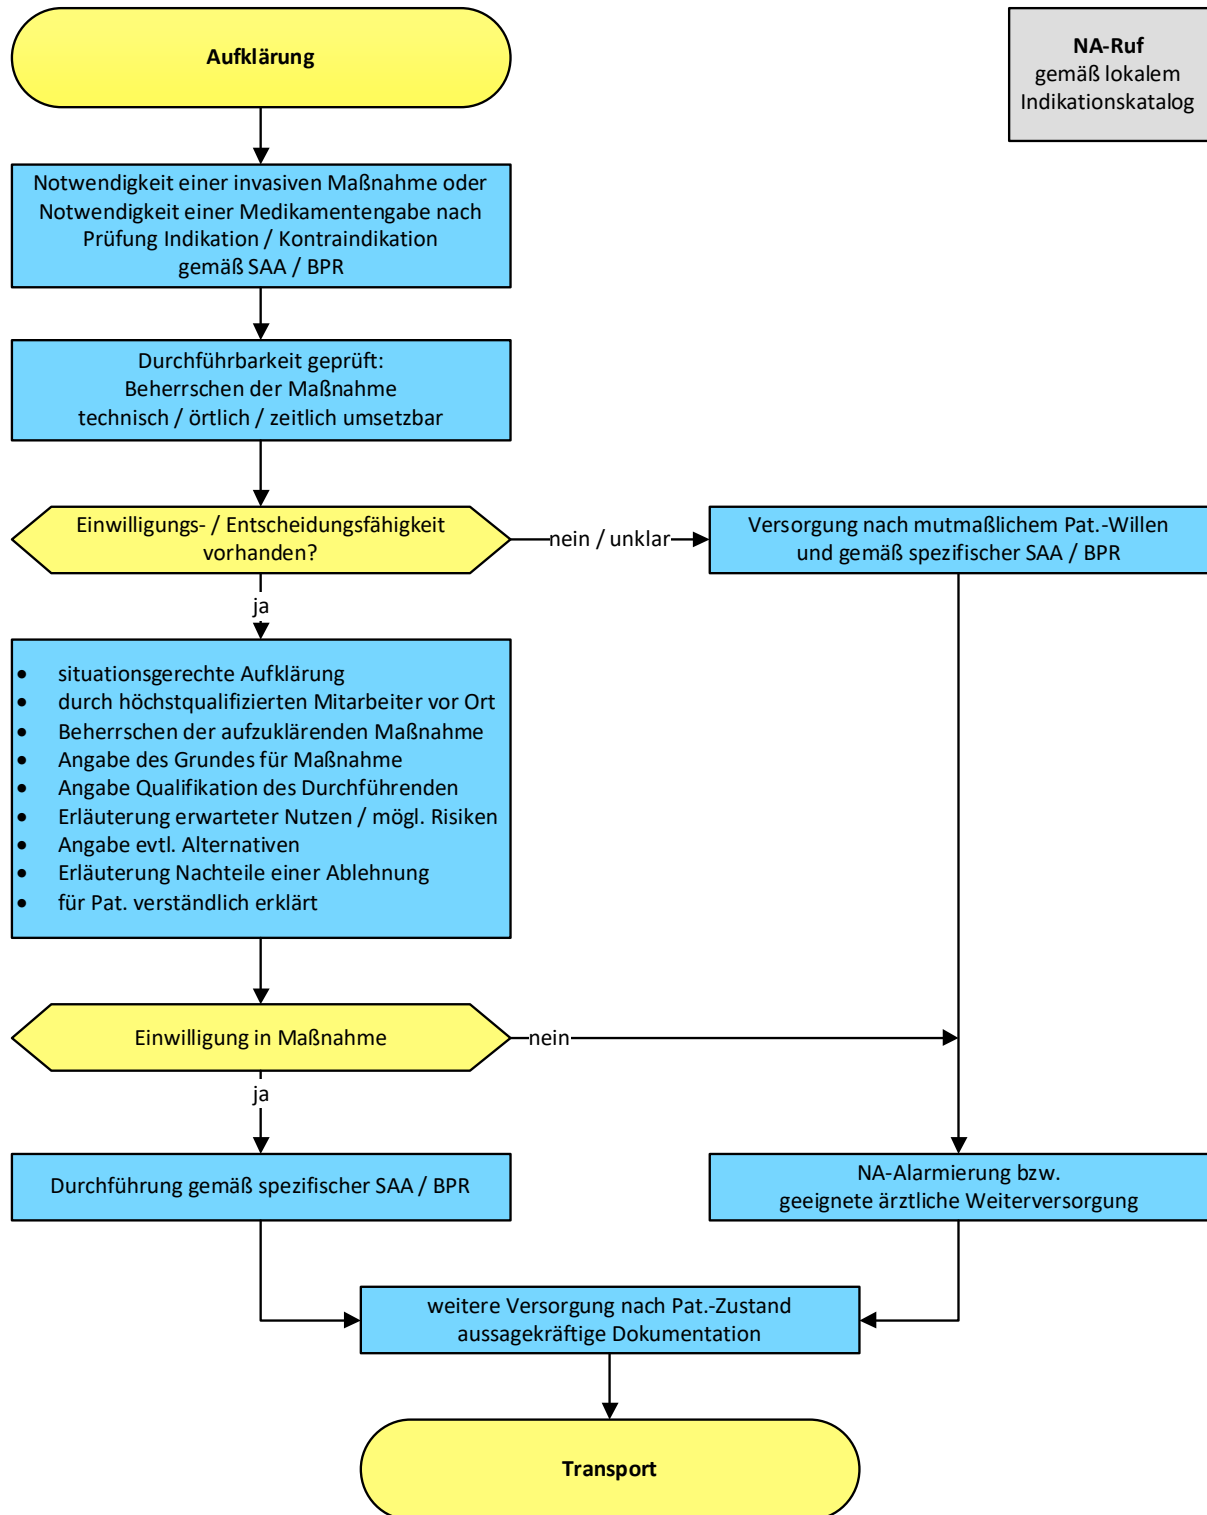 Aufklärung
NA-Ruf
gemäß lokalem
Indikationskatalog
Notwendigkeit einer invasiven Maßnahme oder
Notwendigkeit einer Medikamentengabe nach
Prüfung Indikation / Kontraindikation
gemäß SAA / BPR
Durchführbarkeit geprüft:
Beherrschen der Maßnahme
technisch / örtlich / zeitlich umsetzbar
Einwilligungs- / Entscheidungsfähigkeit
vorhanden?
nein / unklar
Versorgung nach mutmaßlichem Pat.-Willen
und gemäß spezifischer SAA / BPR
ja
• situationsgerechte Aufklärung
• durch höchstqualifizierten Mitarbeiter vor Ort
• Beherrschen der aufzuklärenden Maßnahme
• Angabe des Grundes für Maßnahme
• Angabe Qualifikation des Durchführenden
• Erläuterung erwarteter Nutzen / mögl. Risiken
• Angabe evtl. Alternativen
• Erläuterung Nachteile einer Ablehnung
• für Pat. verständlich erklärt
Einwilligung in Maßnahme
nein
ja
Durchführung gemäß spezifischer SAA / BPR
NA-Alarmierung bzw.
geeignete ärztliche Weiterversorgung
weitere Versorgung nach Pat.-Zustand
aussagekräftige Dokumentation
Transport